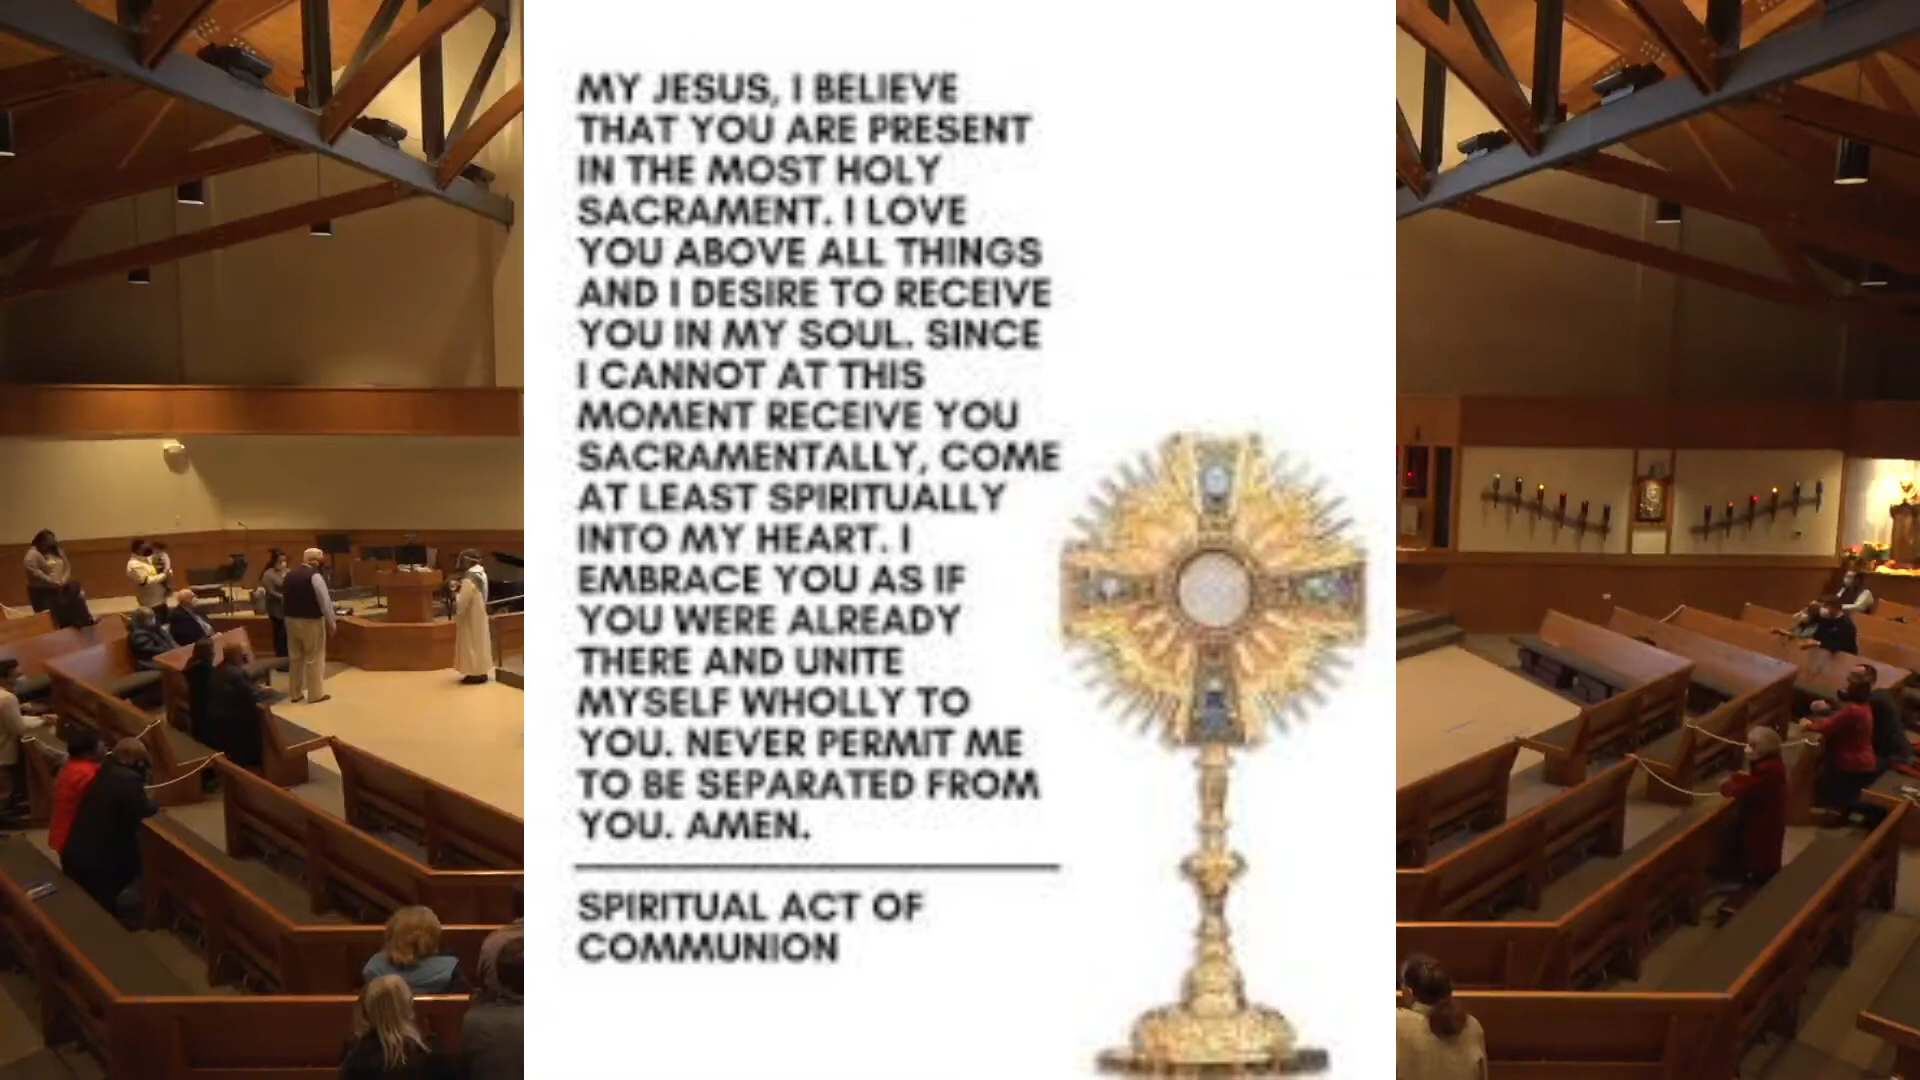 MY JESUS, I BELIEVE
THAT YOU ARE PRESENT
IN THE MOST HOLY
SACRAMENT. I LOVE
YOU ABOVE ALL THINGS
AND I DESIRE TO RECEIVE
YOU IN MY SOUL. SINCE
I CANNOT AT THIS
MOMENT RECEIVE YOU
SACRAMENTALLY, COME
AT LEAST SPIRITUALLY
INTO MY HEART. I
EMBRACE YOU AS IF
YOU WERE ALREADY
THERE AND UNITE
MYSELF WHOLLY TO
YOU. NEVER PERMIT ME
TO BE SEPARATED FROM
YOU. AMEN.
SPIRITUAL ACT OF
COMMUNION